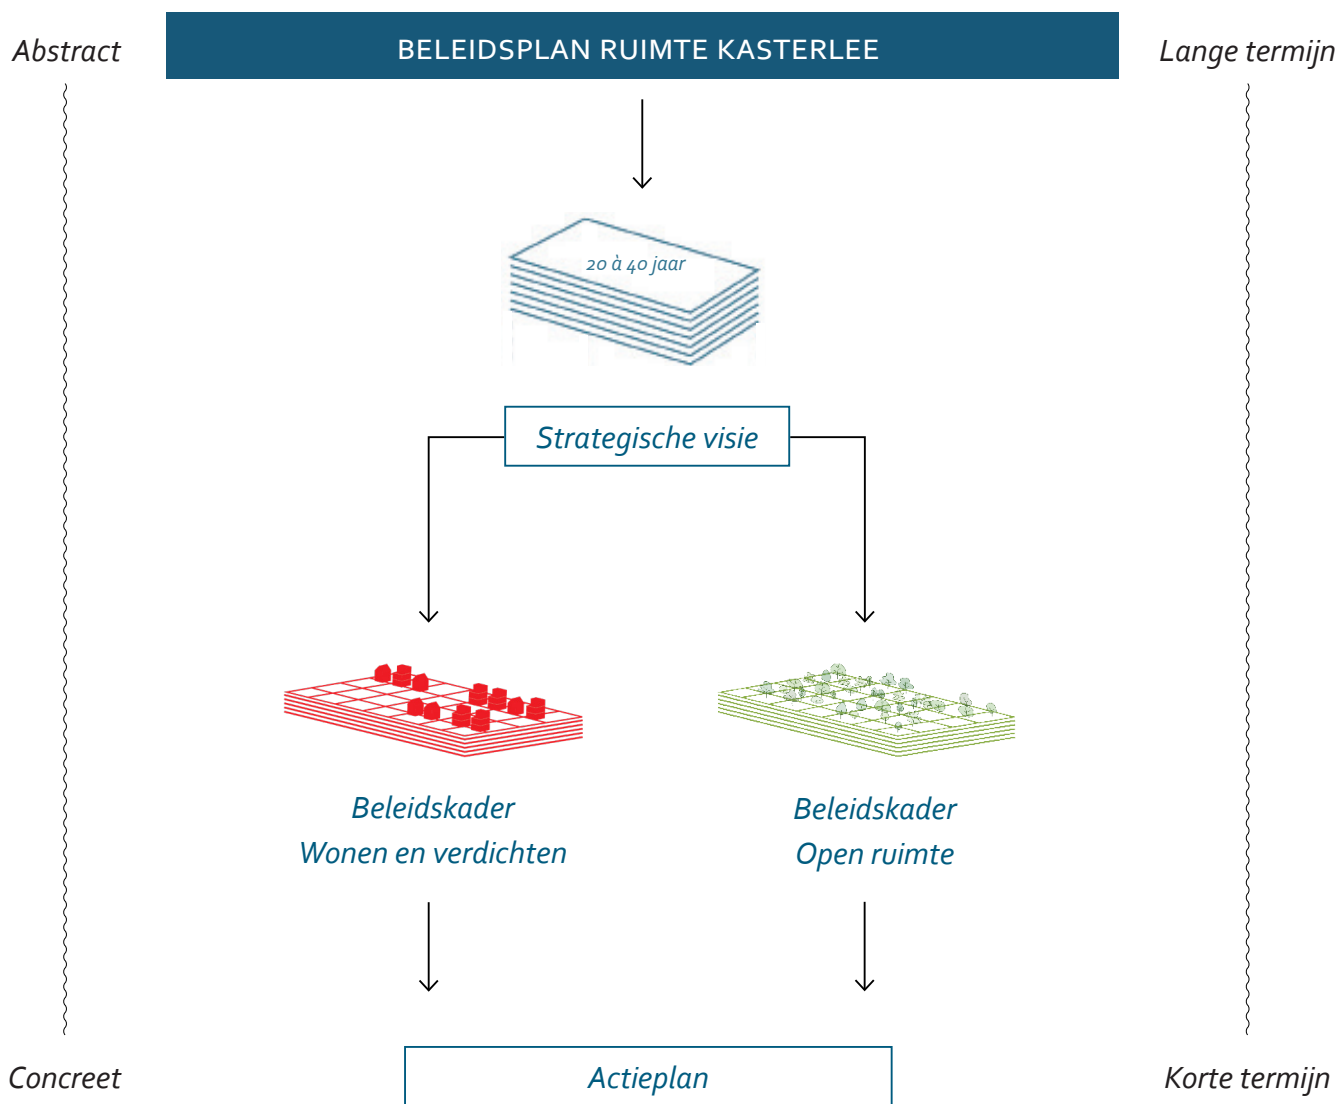 Abstract
BELEIDSPLAN RUIMTE KASTERLEE
Lange termijn
20 à 40 jaar
Strategische visie
Beleidskader
Wonen en verdichten
Beleidskader
Open ruimte
Concreet
Actieplan
Korte termijn